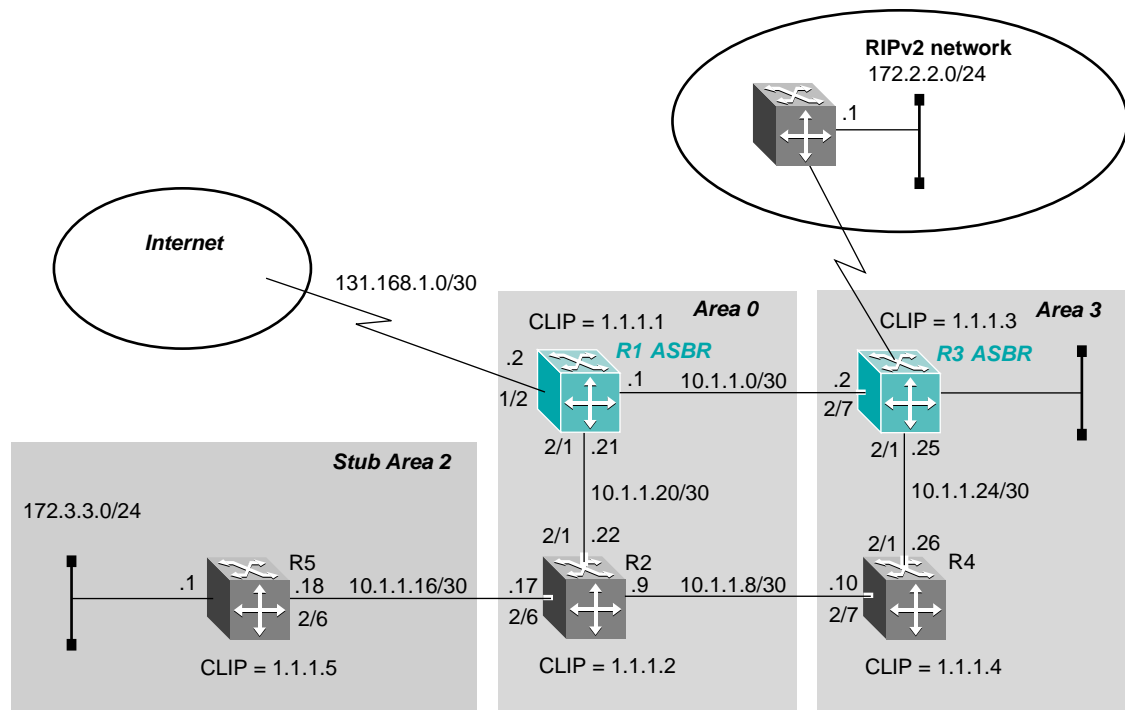 RIPv2 network
172.2.2.0/24
.1
Internet
131.168.1.0/30
Area 0
Area 3
CLIP = 1.1.1.1
CLIP = 1.1.1.3
R1 ASBR
R3 ASBR
.2
.1
10.1.1.0/30
.2
1/2
2/7
2/1
.21
2/1
.25
Stub Area 2
10.1.1.20/30
10.1.1.24/30
172.3.3.0/24
2/1
.22
2/1
.26
R5
R2
R4
.1
.18
10.1.1.16/30
.17
.9
10.1.1.8/30
.10
2/6
2/6
2/7
CLIP = 1.1.1.5
CLIP = 1.1.1.2
CLIP = 1.1.1.4